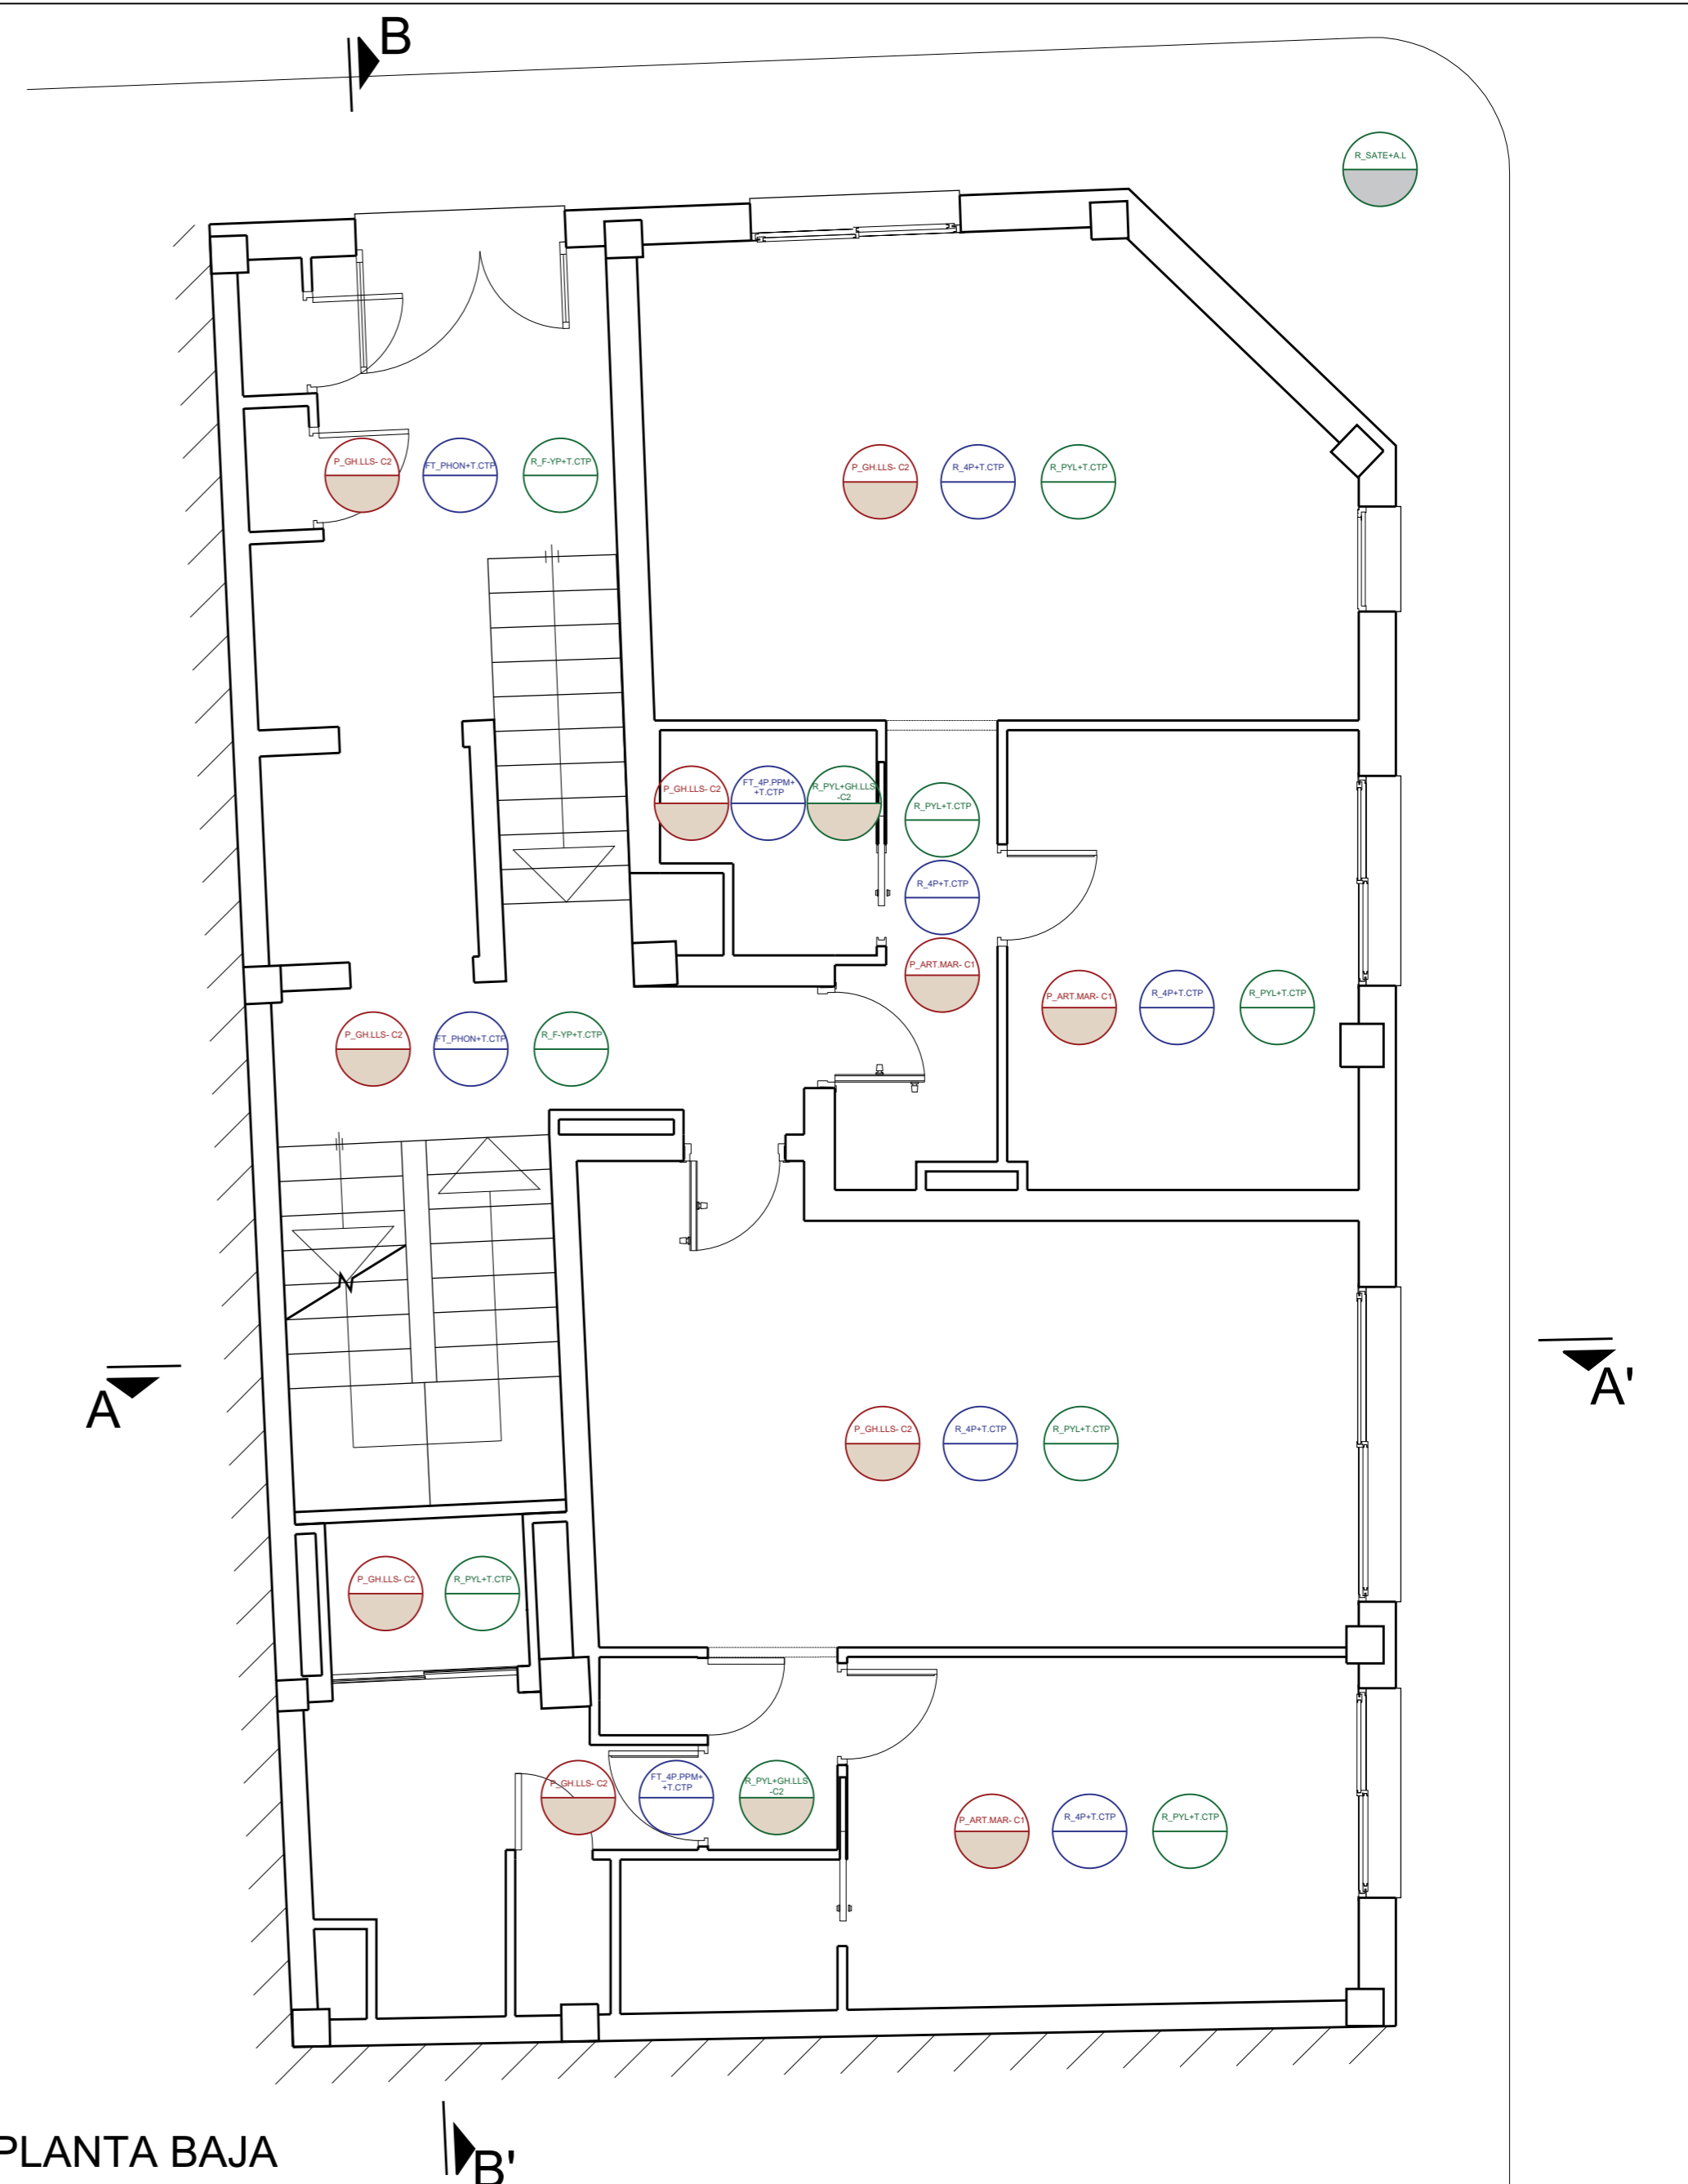 B
R_SATE+A.L
P_GH.LLS- C2
FT_PHON+T.CTP
R_F-YP+T.CTP
P_GH.LLS- C2
R_4P+T.CTP
R_PYL+T.CTP
P_GH.LLS- C2
FT_4P.PPM+
+T.CTP
R_PYL+GH.LLS
-C2
R_PYL+T.CTP
R_4P+T.CTP
P_ART.MAR- C1
P_ART.MAR- C1
R_4P+T.CTP
R_PYL+T.CTP
P_GH.LLS- C2
FT_PHON+T.CTP
R_F-YP+T.CTP
A
A'
P_GH.LLS- C2
R_4P+T.CTP
R_PYL+T.CTP
P_GH.LLS- C2
R_PYL+T.CTP
P_GH.LLS- C2
FT_4P.PPM+
+T.CTP
R_PYL+GH.LLS
-C2
P_ART.MAR- C1
R_4P+T.CTP
R_PYL+T.CTP
PLANTA BAJA
B'